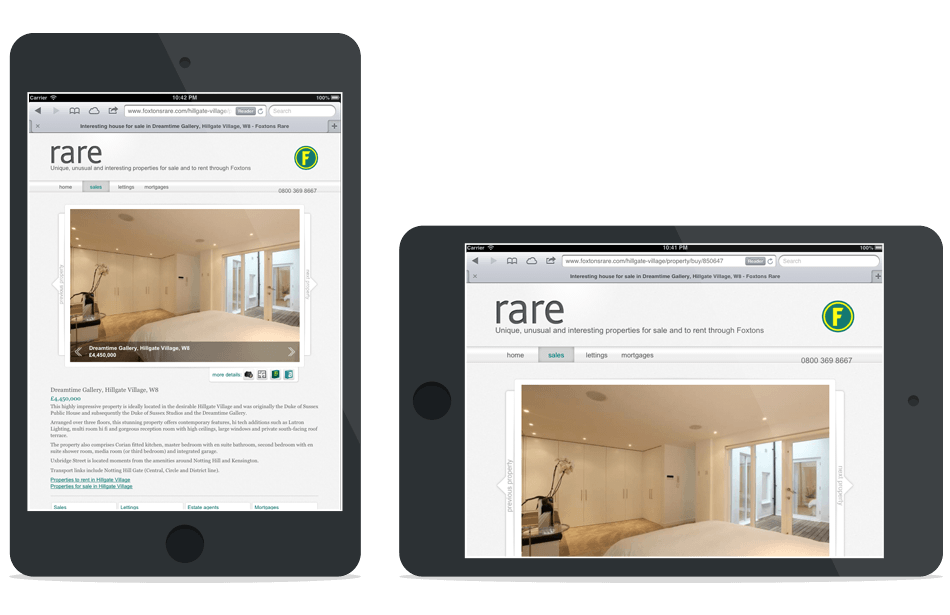 Carrier 10:42 PM 100%
www.foxtonsrare.com/hillgate-village Reader Search
Interesting house for sale in Dreamtime Gallery, Hillgate Village, W8 - Foxtons Rare
rare
F
Unique, unusual and interesting properties for sale and to rent through Foxtons
home sales lettings mortgages
0800 369 8667
previous property
Dreamtime Gallery, Hillgate Village, W8
£4,450,000
more details
Dreamtime Gallery, Hillgate Village, W8
£4,450,000
This highly impressive property is ideally located in the desirable Hillgate Village and was originally the Duke of Sussex
Public House and subsequently the Duke of Sussex Studios and the Dreamtime Gallery.
Arranged over three floors, this stunning property offers contemporary features, hi tech additions such as Lutron
Lighting, multi room hi fi and gorgeous reception room with high ceilings, large windows and private south-facing roof
terrace.
The property also comprises Corian fitted kitchen, master bedroom with en suite bathroom, second bedroom with en
suite shower room, media room (or third bedroom) and integrated garage.
Uxbridge Street is located moments from the amenities around Notting Hill and Kensington.
Transport links include Notting Hill Gate (Central, Circle and District line).
Properties to rent in Hillgate Village
Properties for sale in Hillgate Village
Sales Lettings Estate agents Mortgages
Carrier 10:41 PM 100%
www.foxtonsrare.com/hillgate-village/property/buy/850647 Reader Search
Interesting house for sale in Dreamtime Gallery, Hillgate Village, W8 - Foxtons Rare
rare
F
Unique, unusual and interesting properties for sale and to rent through Foxtons
home sales lettings mortgages
0800 369 8667
previous property
next property